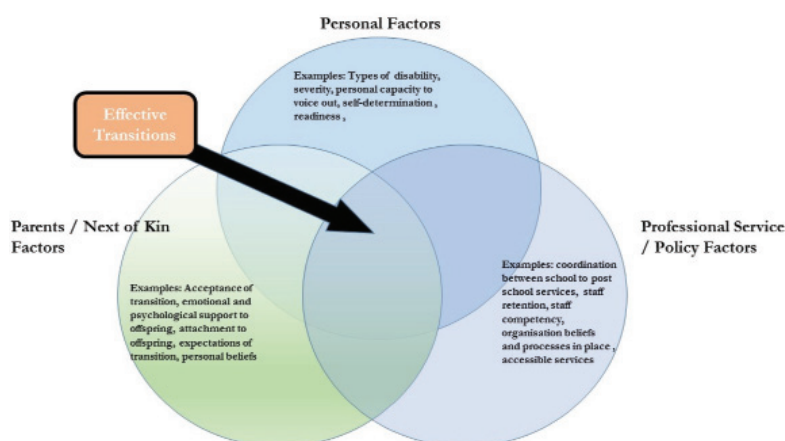 Personal Factors
Examples: Types of disability,
severity, personal capacity to
voice out, self-determination ,
readiness ,
Effective
Transitions
Parents / Next of Kin
Factors
Professional Service
/ Policy Factors
Examples: Acceptance of
transition, emotional and
psychological support to
offspring, attachment to
offspring, expectations of
transition, personal beliefs
Examples: coordination
between school to post
school services, staff
retention, staff
competency,
organisation beliefs
and processes in place ,
accessible services